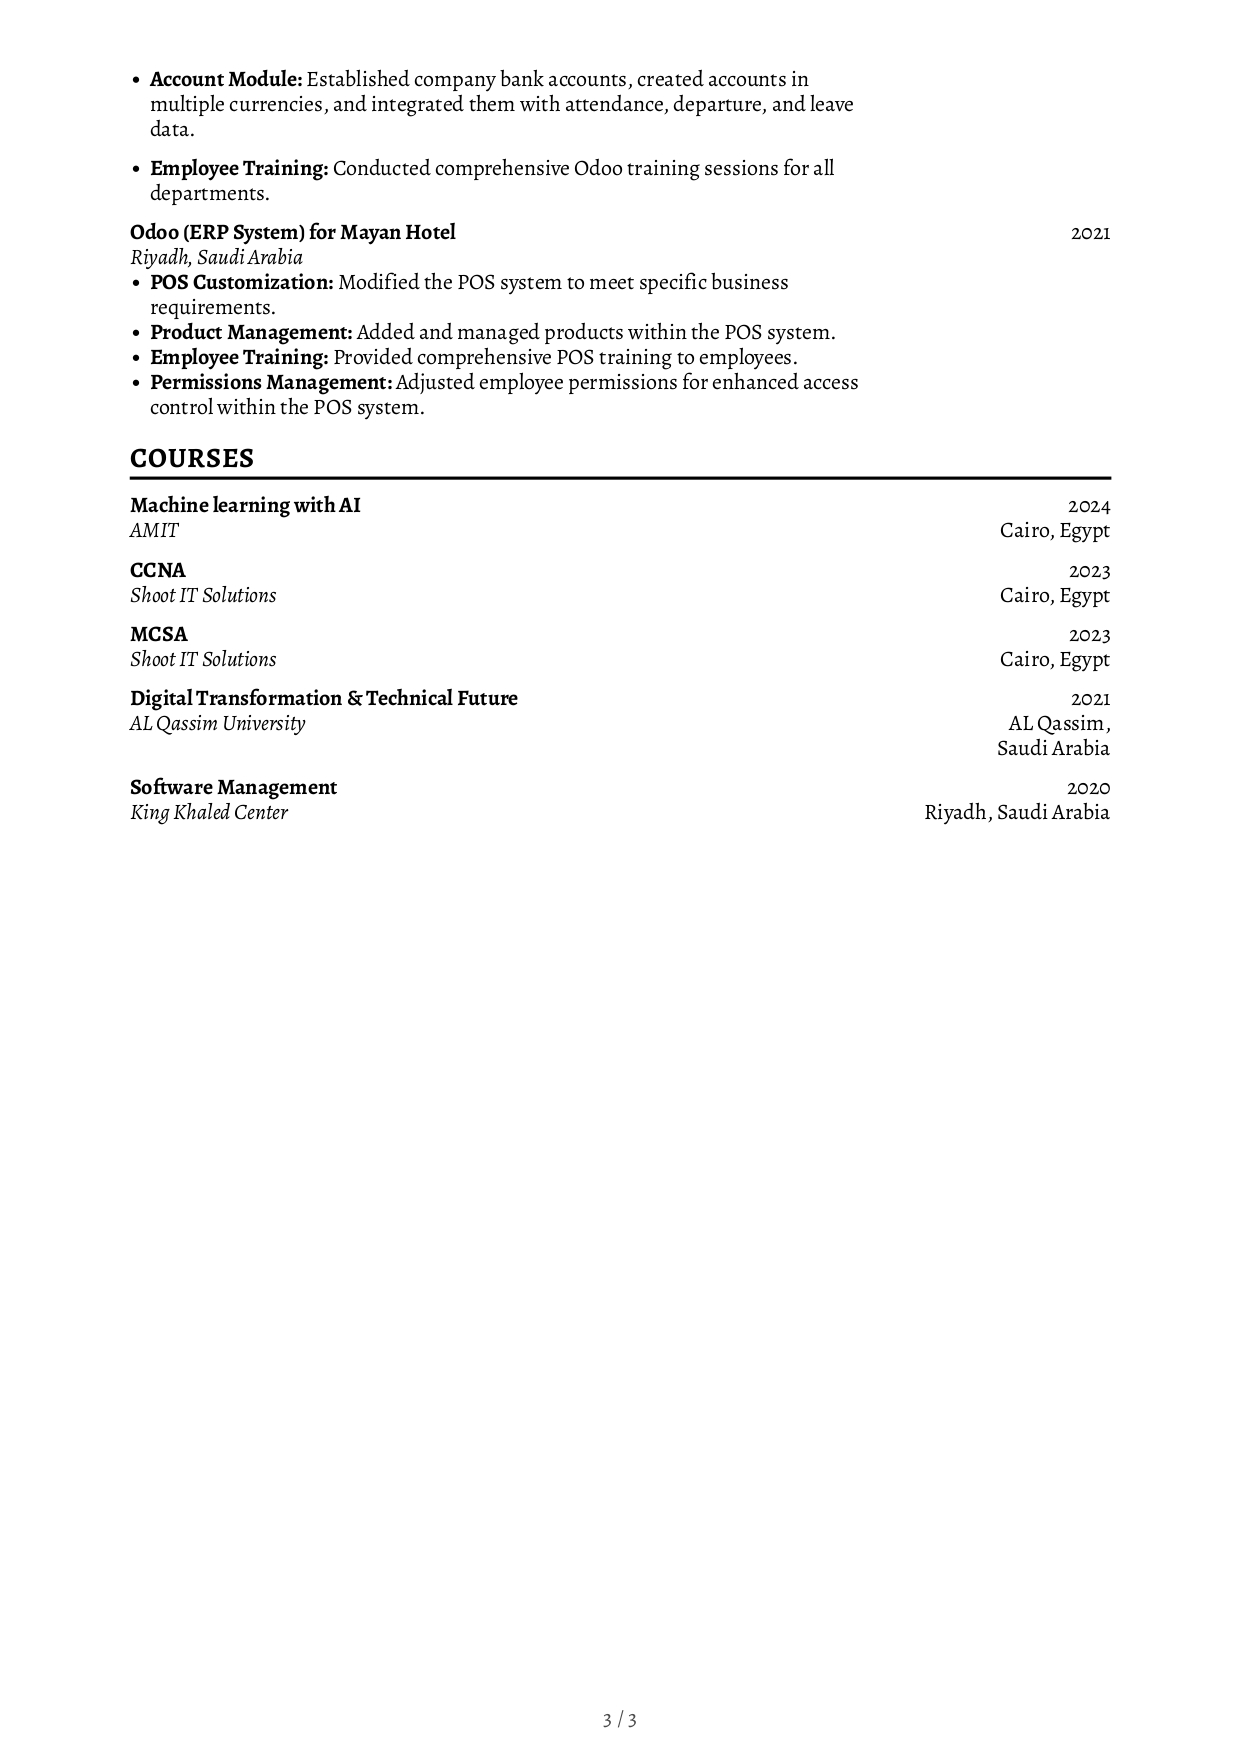 • Account Module: Established company bank accounts, created accounts in
multiple currencies, and integrated them with attendance, departure, and leave
data.
• Employee Training: Conducted comprehensive Odoo training sessions for all
departments.
Odoo (ERP System) for Mayan Hotel 2021
Riyadh, Saudi Arabia
• POS Customization: Modified the POS system to meet specific business
requirements.
• Product Management: Added and managed products within the POS system.
• Employee Training: Provided comprehensive POS training to employees.
• Permissions Management: Adjusted employee permissions for enhanced access
control within the POS system.
COURSES
Machine learning with AI 2024
AMIT Cairo, Egypt
CCNA 2023
Shoot IT Solutions Cairo, Egypt
MCSA 2023
Shoot IT Solutions Cairo, Egypt
Digital Transformation & Technical Future 2021
AL Qassim University AL Qassim,
Saudi Arabia
Software Management 2020
King Khaled Center Riyadh, Saudi Arabia
3 / 3